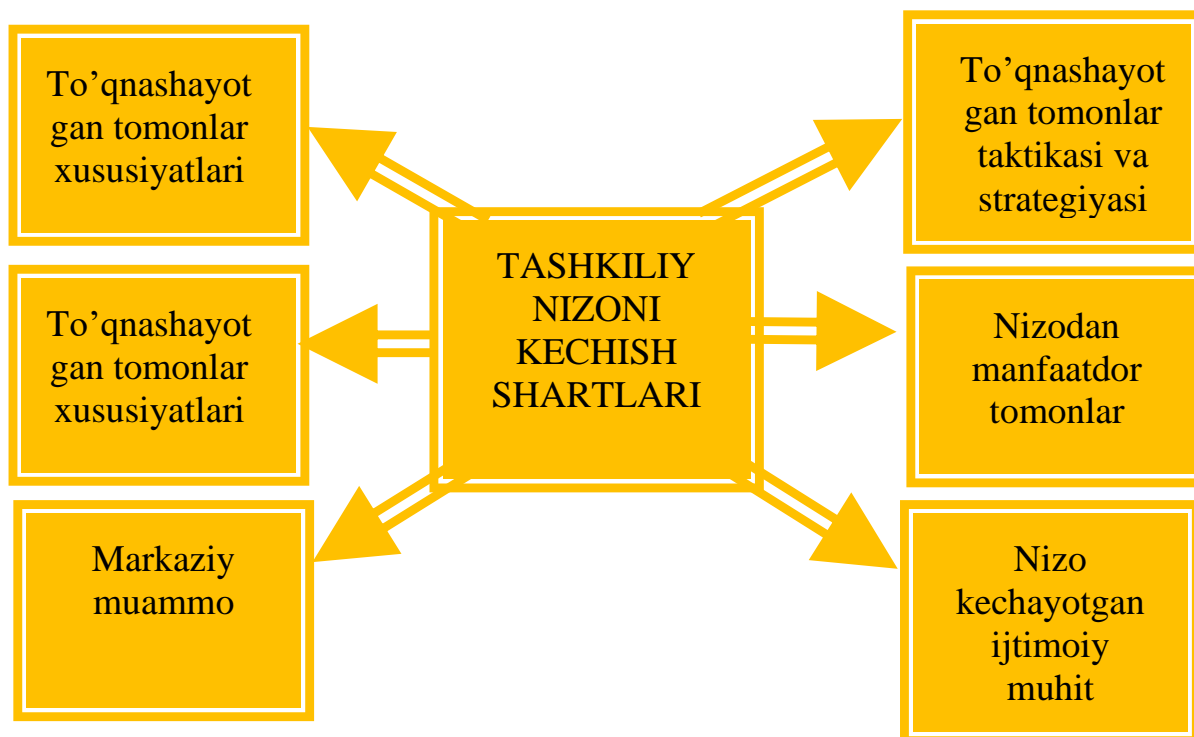 To’qnashayot
gan tomonlar
xususiyatlari
To’qnashayot
gan tomonlar
xususiyatlari
Markaziy
muammo
TASHKILIY
NIZONI
KECHISH
SHARTLARI
To’qnashayot
gan tomonlar
taktikasi va
strategiyasi
Nizodan
manfaatdor
tomonlar
Nizo
kechayotgan
ijtimoiy
muhit